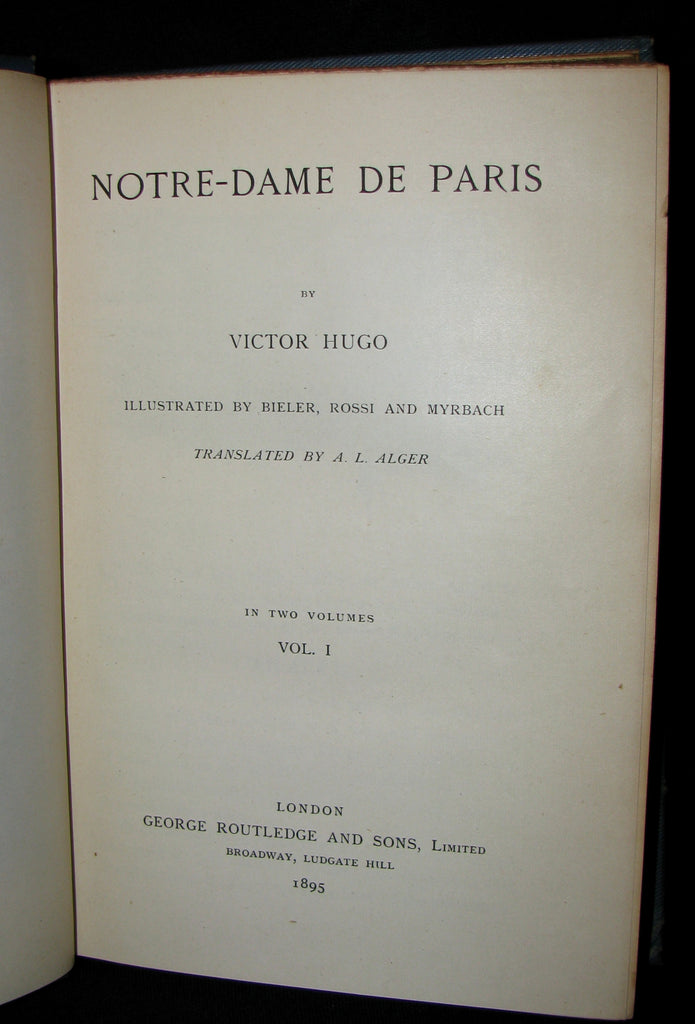 NOTRE-DAME DE PARIS
BY
VICTOR HUGO
ILLUSTRATED BY BIELER, ROSSI AND MYRBACH
TRANSLATED BY A. L. ALGER
IN TWO VOLUMES
VOL. I
LONDON
GEORGE ROUTLEDGE AND SONS, LIMITED
BROADWAY, LUDGATE HILL
1895